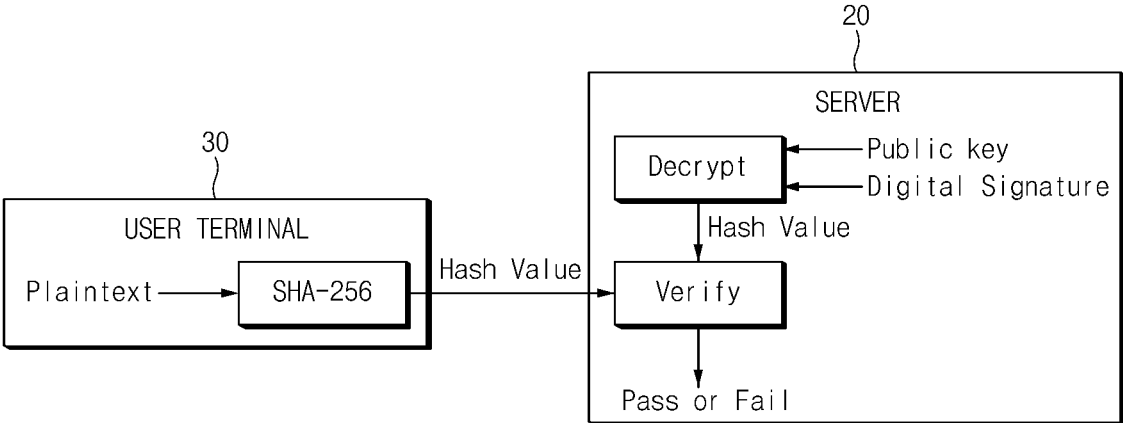 20
SERVER
30
Decrypt
Public key
Digital Signature
USER TERMINAL
Hash Value
Plaintext
SHA-256
Hash Value
Verify
Pass or Fail